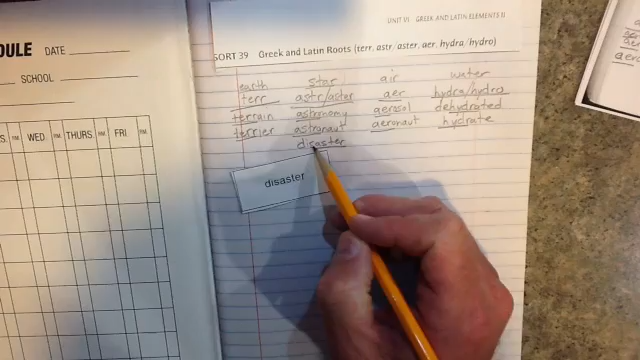 UNIT VI GREEK AND LATIN ELEMENTS II
SORT 39 Greek and Latin Roots (terr, astr/aster, aer, hydra/hydro)
earth star air water
terr astr/aster aer hydra/hydro
terrain astronomy aerosol dehydrated
terrier astronaut aeronaut hydrate
disaster
disaster
DULE DATE
SCHOOL
S. WED. THURS. FRI.